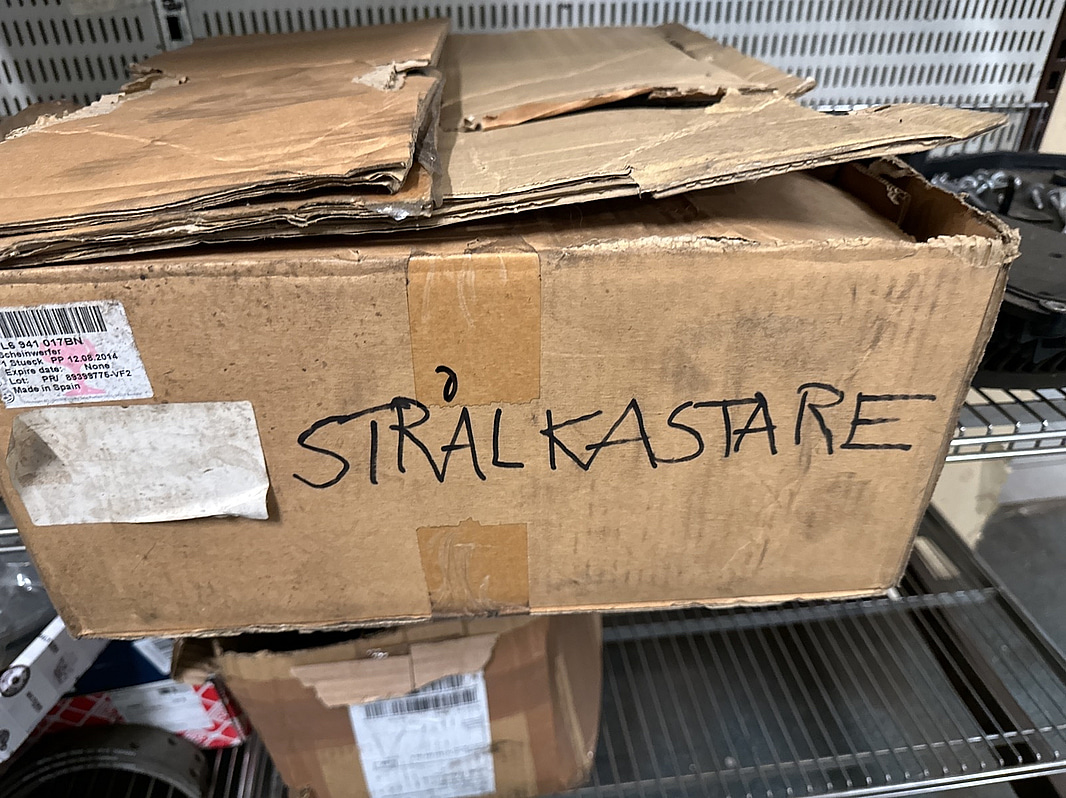 L6 941 017BN
Scheinwerfer
1 Stueck PP 12.08.2014
Expire date: None
Lot: PR/ 89399775-VF2
Made in Spain
STRÅLKASTARE